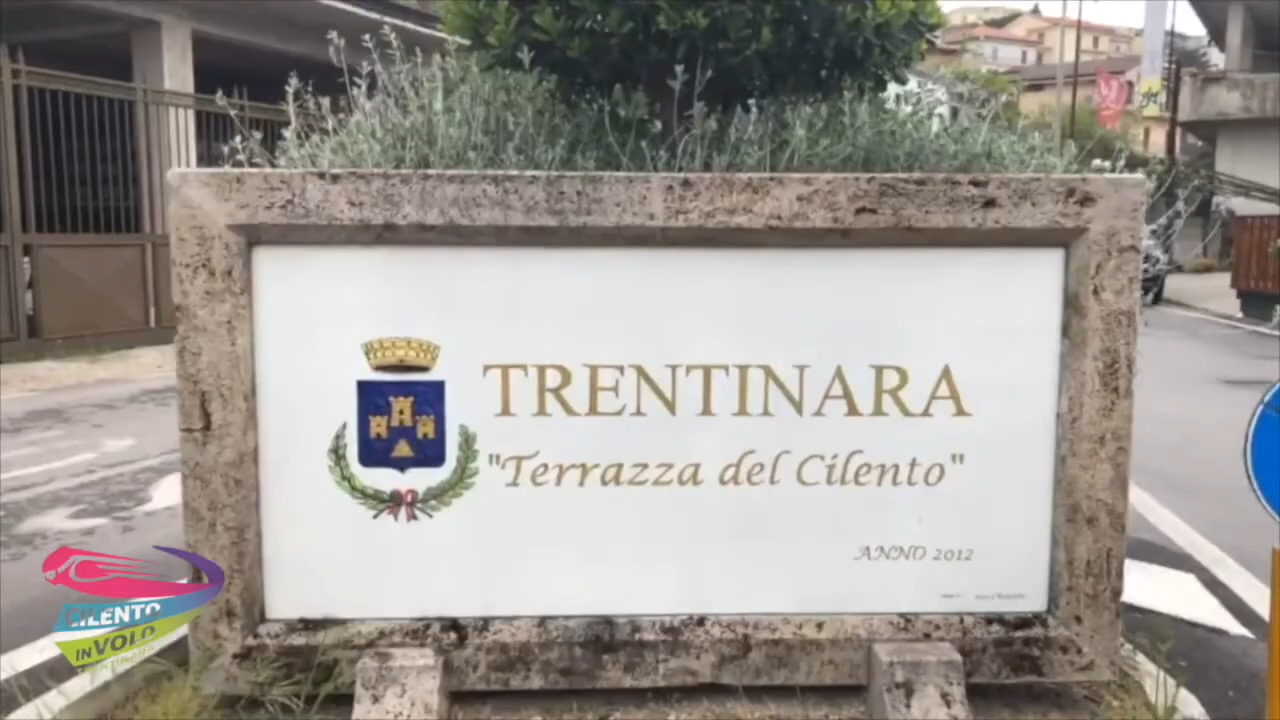 TRENTINARA
"Terrazza del Cilento"
ANNO 2012
CILENTO
IN VOLO